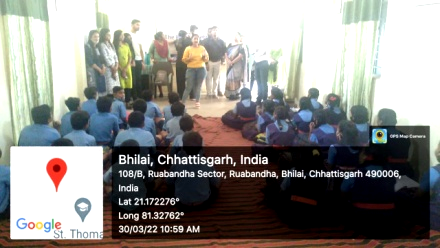 GPS Map Camera
Bhilai, Chhattisgarh, India
108/B, Ruabandha Sector, Ruabandha, Bhilai, Chhattisgarh 490006,
India
Lat 21.172276°
Long 81.32762°
30/03/22 10:59 AM
Google
St. Thoma